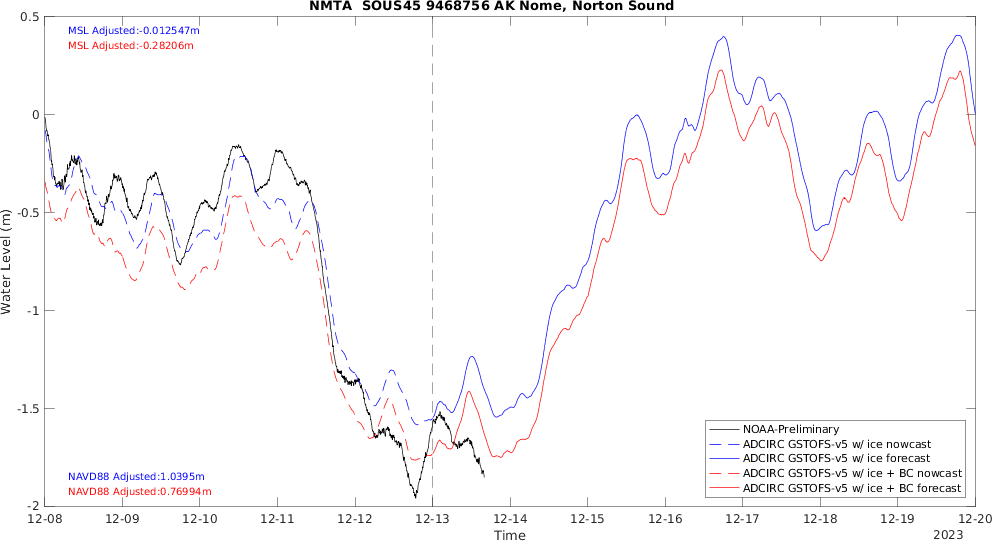 NMTA SOUS45 9468756 AK Nome, Norton Sound
MSL Adjusted:-0.012547m
MSL Adjusted:-0.28206m
0.5
0
-0.5
-1
-1.5
-2
Water Level (m)
NOAA-Preliminary
ADCIRC GSTOFS-v5 w/ ice nowcast
ADCIRC GSTOFS-v5 w/ ice forecast
ADCIRC GSTOFS-v5 w/ ice + BC nowcast
ADCIRC GSTOFS-v5 w/ ice + BC forecast
NAVD88 Adjusted:1.0395m
NAVD88 Adjusted:0.76994m
12-08 12-09 12-10 12-11 12-12 12-13 12-14 12-15 12-16 12-17 12-18 12-19 12-20
Time
2023